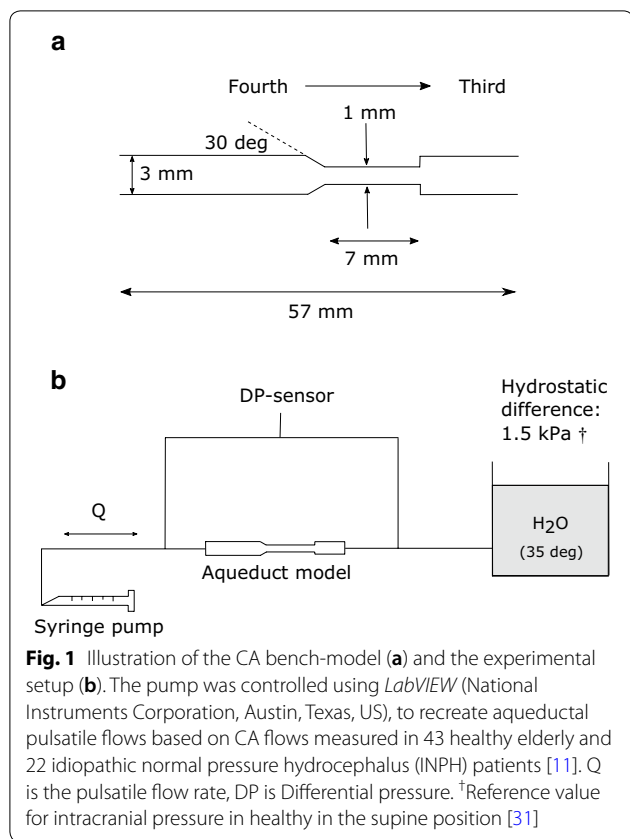 a
Fourth Third
1 mm
30 deg
3 mm
7 mm
57 mm
b
DP-sensor
Hydrostatic
difference:
1.5 kPa †
Q
H2O
(35 deg)
Aqueduct model
Syringe pump
Fig. 1 Illustration of the CA bench-model (a) and the experimental
setup (b). The pump was controlled using LabVIEW (National
Instruments Corporation, Austin, Texas, US), to recreate aqueductal
pulsatile flows based on CA flows measured in 43 healthy elderly and
22 idiopathic normal pressure hydrocephalus (INPH) patients [11]. Q
is the pulsatile flow rate, DP is Differential pressure. †Reference value
for intracranial pressure in healthy in the supine position [31]